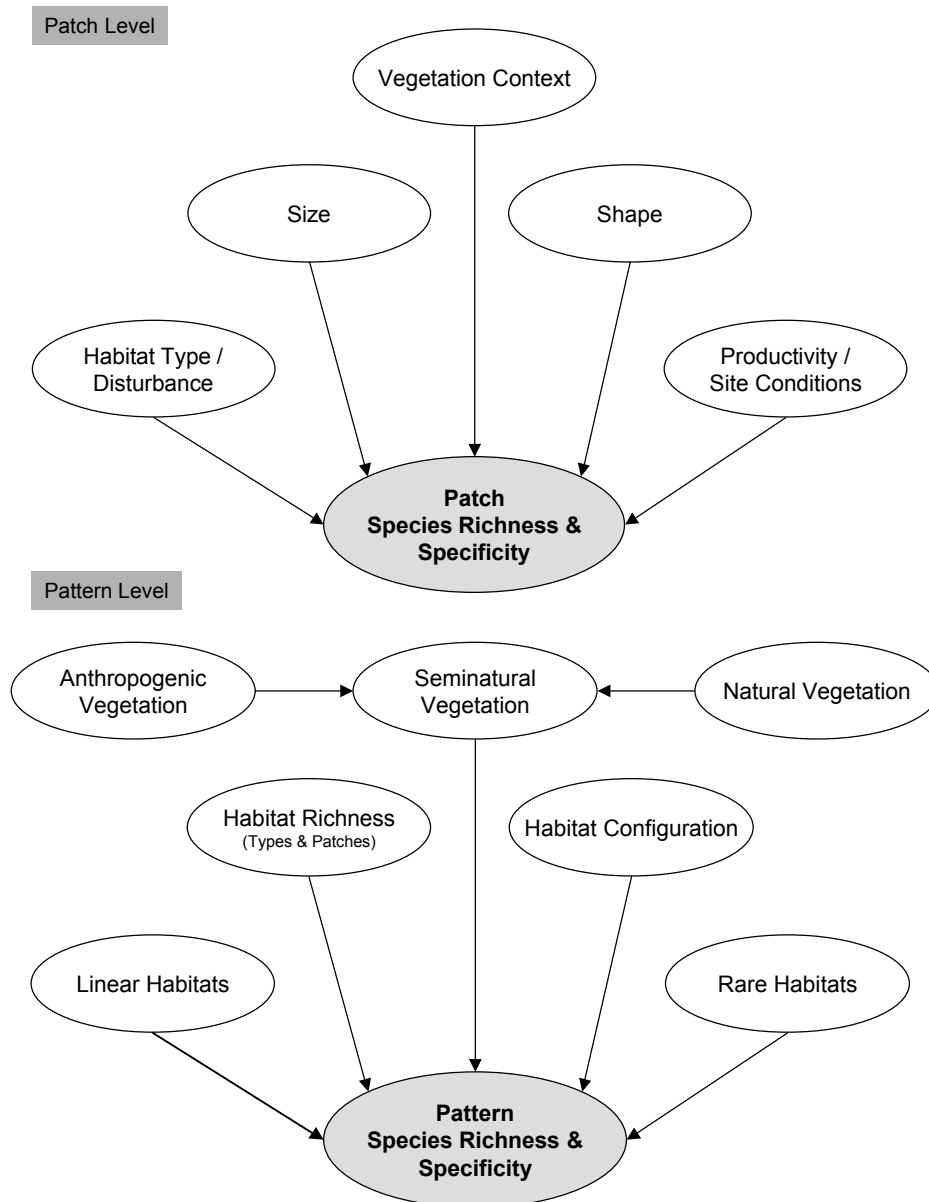 Patch Level
Vegetation Context
Size
Shape
Habitat Type /
Disturbance
Productivity /
Site Conditions
Patch
Species Richness &
Specificity
Pattern Level
Anthropogenic
Vegetation
Seminatural
Vegetation
Natural Vegetation
Habitat Richness
(Types & Patches)
Habitat Configuration
Linear Habitats
Rare Habitats
Pattern
Species Richness &
Specificity